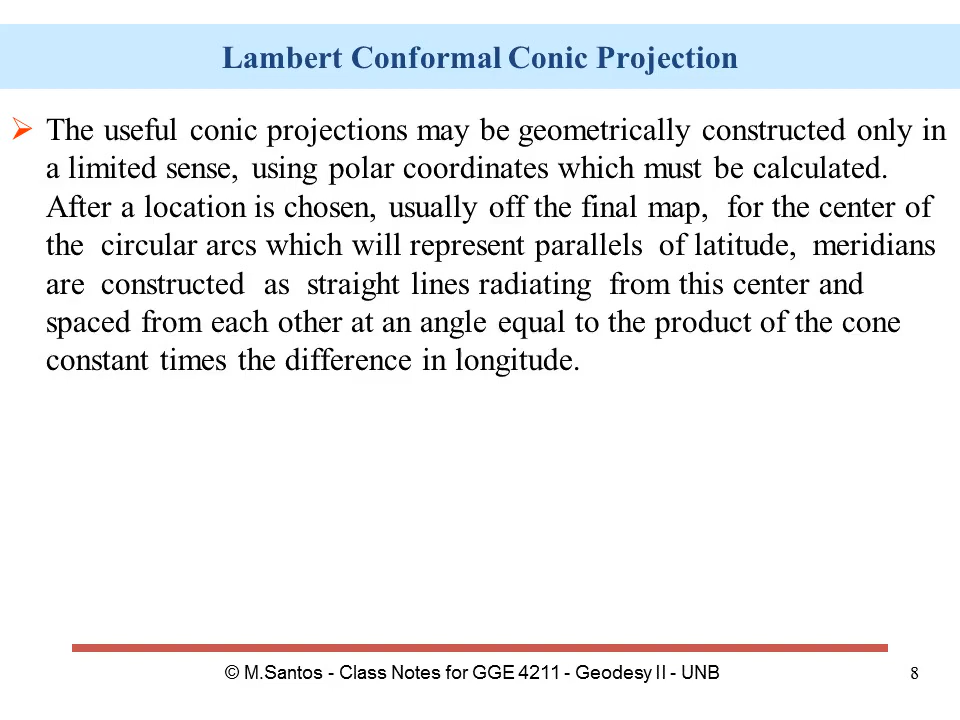 Lambert Conformal Conic Projection
The useful conic projections may be geometrically constructed only in
a limited sense, using polar coordinates which must be calculated.
After a location is chosen, usually off the final map, for the center of
the circular arcs which will represent parallels of latitude, meridians
are constructed as straight lines radiating from this center and
spaced from each other at an angle equal to the product of the cone
constant times the difference in longitude.
© M.Santos - Class Notes for GGE 4211 - Geodesy II - UNB
8